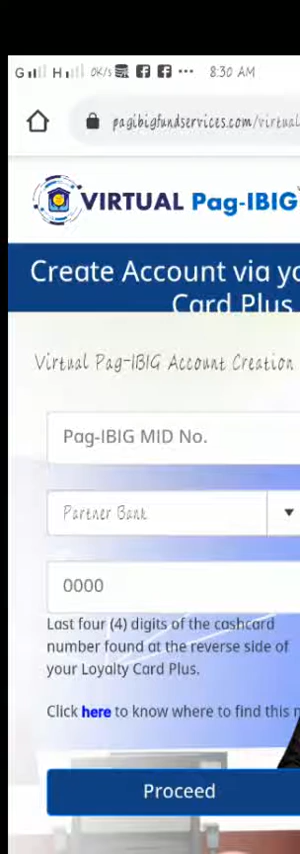 G H OK/s 8:30 AM
pagibigfundservices.com/virtual
VIRTUAL Pag-IBIG
Create Account via yo
Card Plus
Virtual Pag-IBIG Account Creation
Pag-IBIG MID No.
Partner Bank
0000
Last four (4) digits of the cashcard
number found at the reverse side of
your Loyalty Card Plus.
Click here to know where to find this n
Proceed